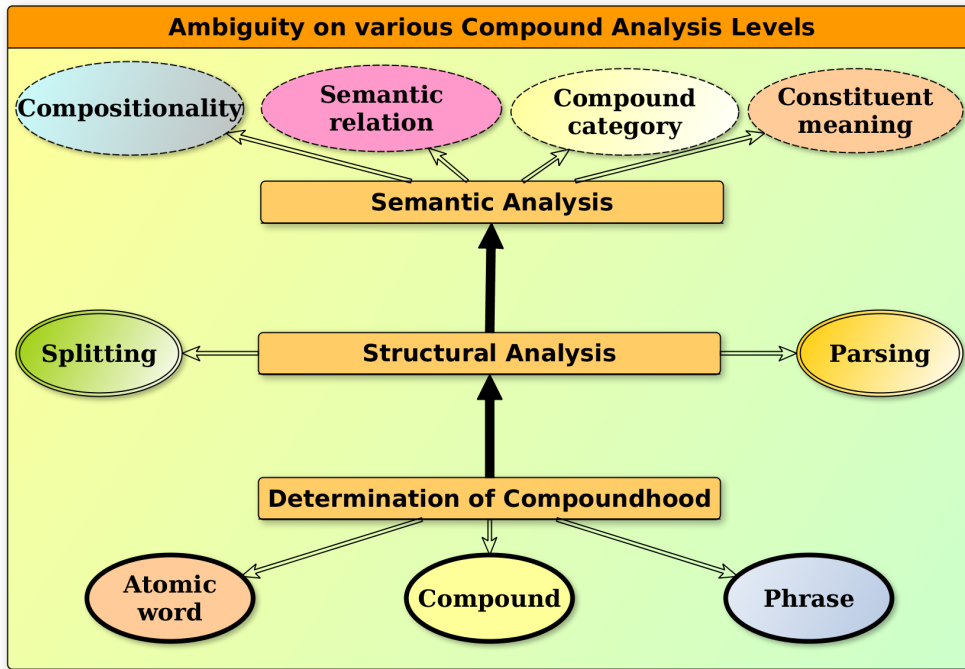 Ambiguity on various Compound Analysis Levels
Compositionality
Semantic
relation
Compound
category
Constituent
meaning
Semantic Analysis
Splitting
Structural Analysis
Parsing
Determination of Compoundhood
Atomic
word
Compound
Phrase